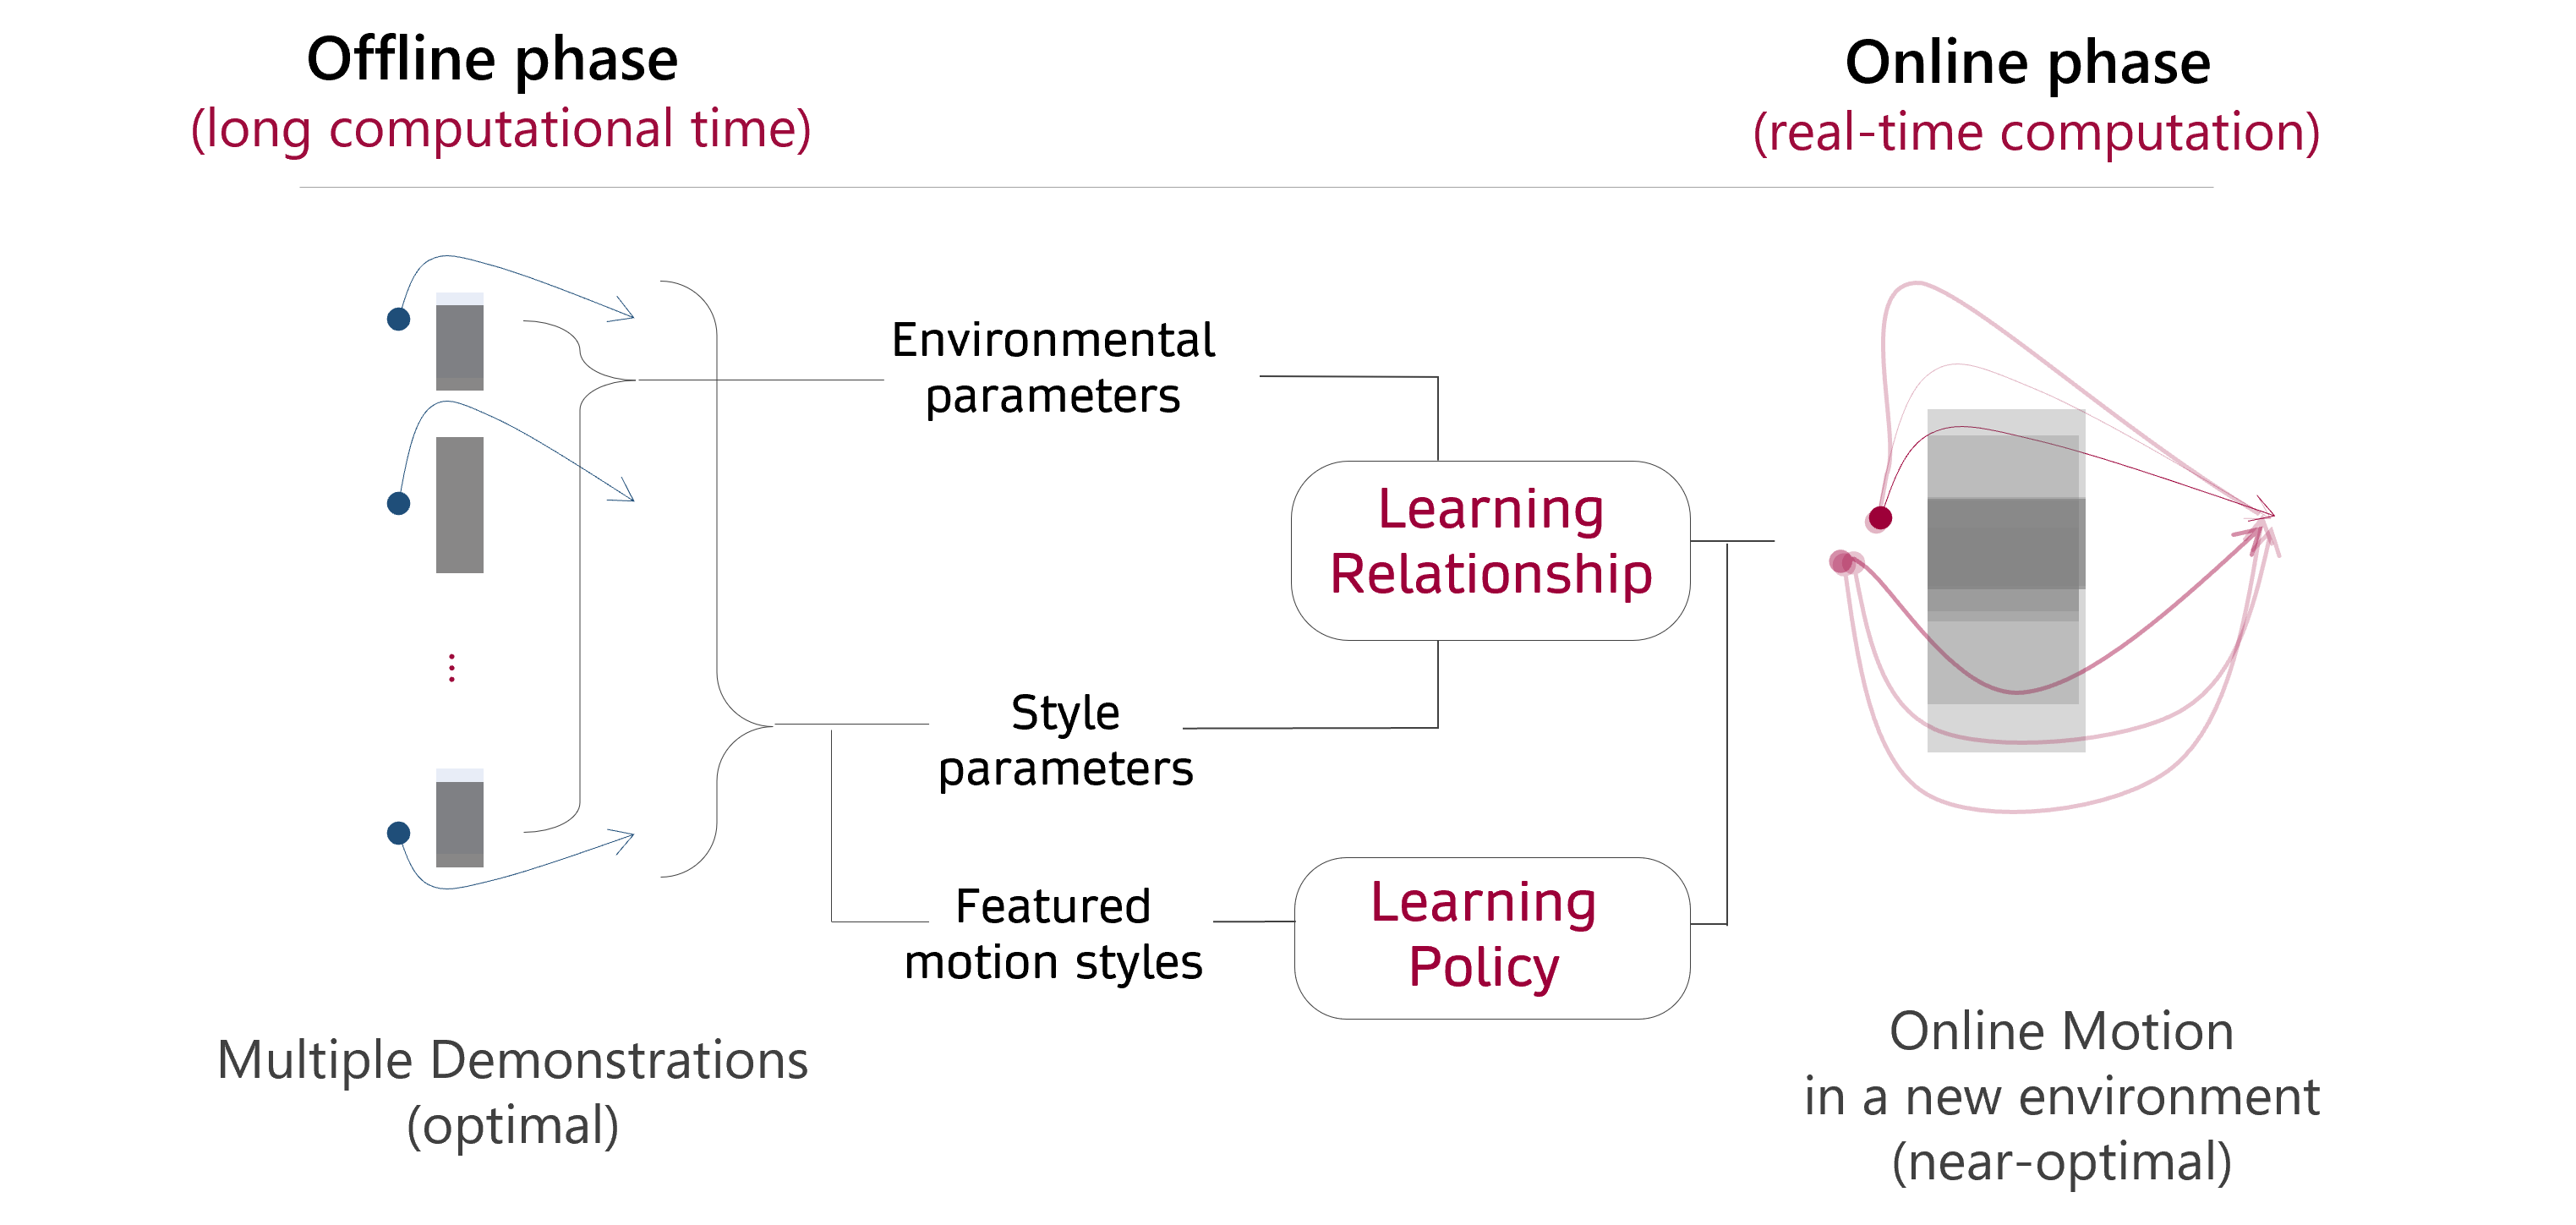 Offline phase
(long computational time)
Online phase
(real-time computation)
Environmental
parameters
Learning
Relationship
Style
parameters
Featured
motion styles
Learning
Policy
Multiple Demonstrations
(optimal)
Online Motion
in a new environment
(near-optimal)